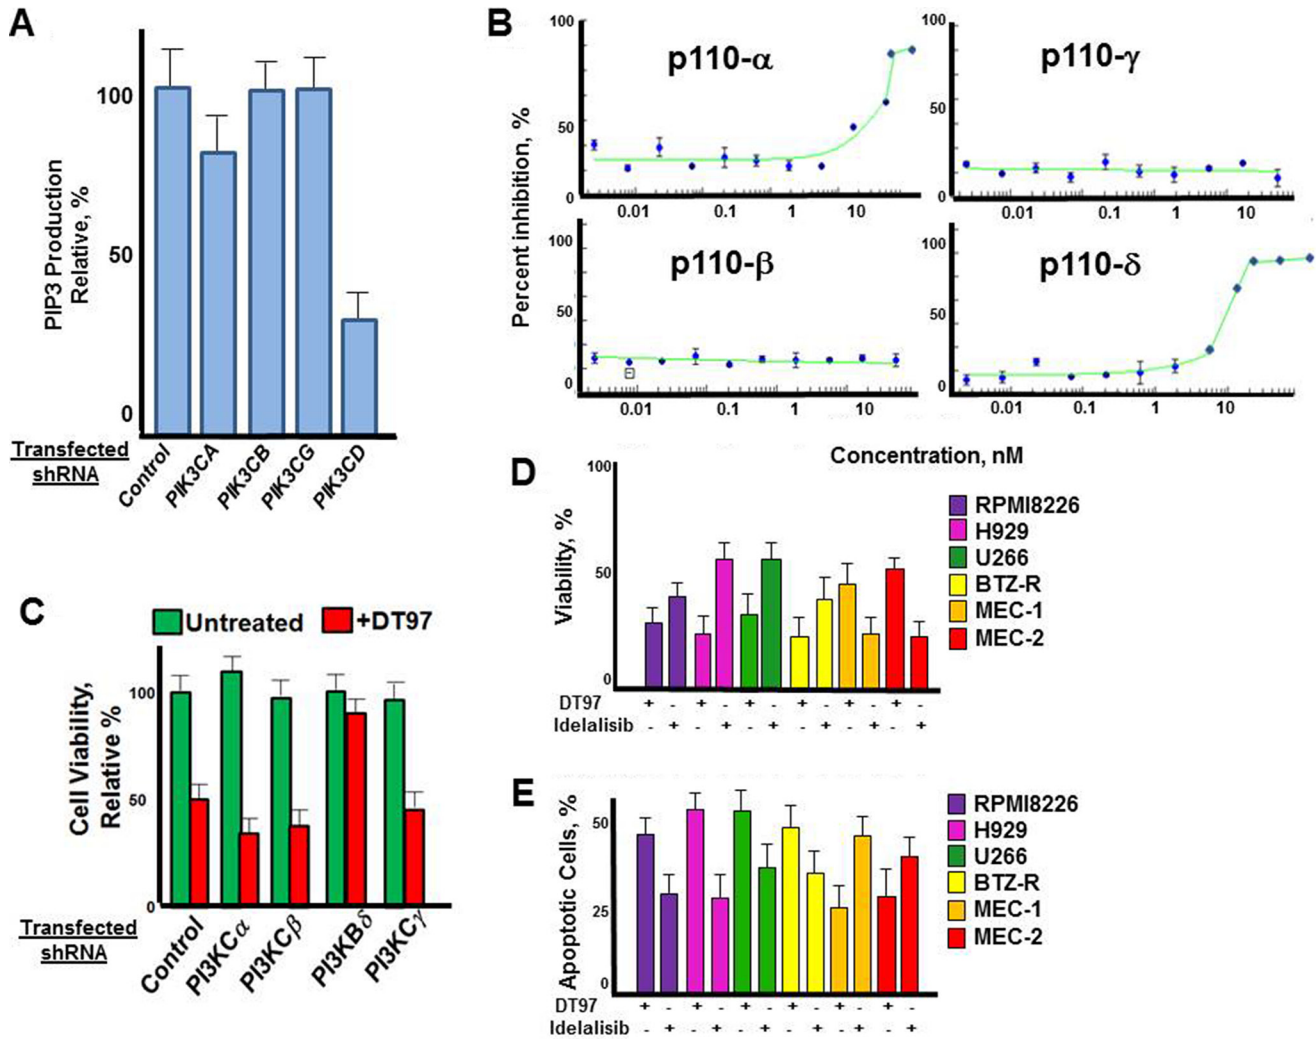 A
PIP3 Production
Relative, %
100
50
0
Transfected
shRNA
Control
PIK3CA
PIK3CB
PIK3CG
PIK3CD
B
Percent inhibition, %
p110-α
100
50
0
0.01 0.1 1 10
p110-γ
100
50
0
0.01 0.1 1 10
p110-β
100
50
0
0.01 0.1 1 10
p110-δ
100
50
0
0.01 0.1 1 10
Concentration, nM
C
Untreated +DT97
Cell Viability,
Relative %
100
50
0
Transfected
shRNA
Control
PI3KCα
PI3KCβ
PI3KBδ
PI3KCγ
D
Viability, %
100
50
0
DT97 + - + - + - + - + - + -
Idelalisib - + - + - + - + - + - +
RPMI8226
H929
U266
BTZ-R
MEC-1
MEC-2
E
Apoptotic Cells, %
50
25
0
DT97 + - + - + - + - + - + -
Idelalisib - + - + - + - + - + - +
RPMI8226
H929
U266
BTZ-R
MEC-1
MEC-2